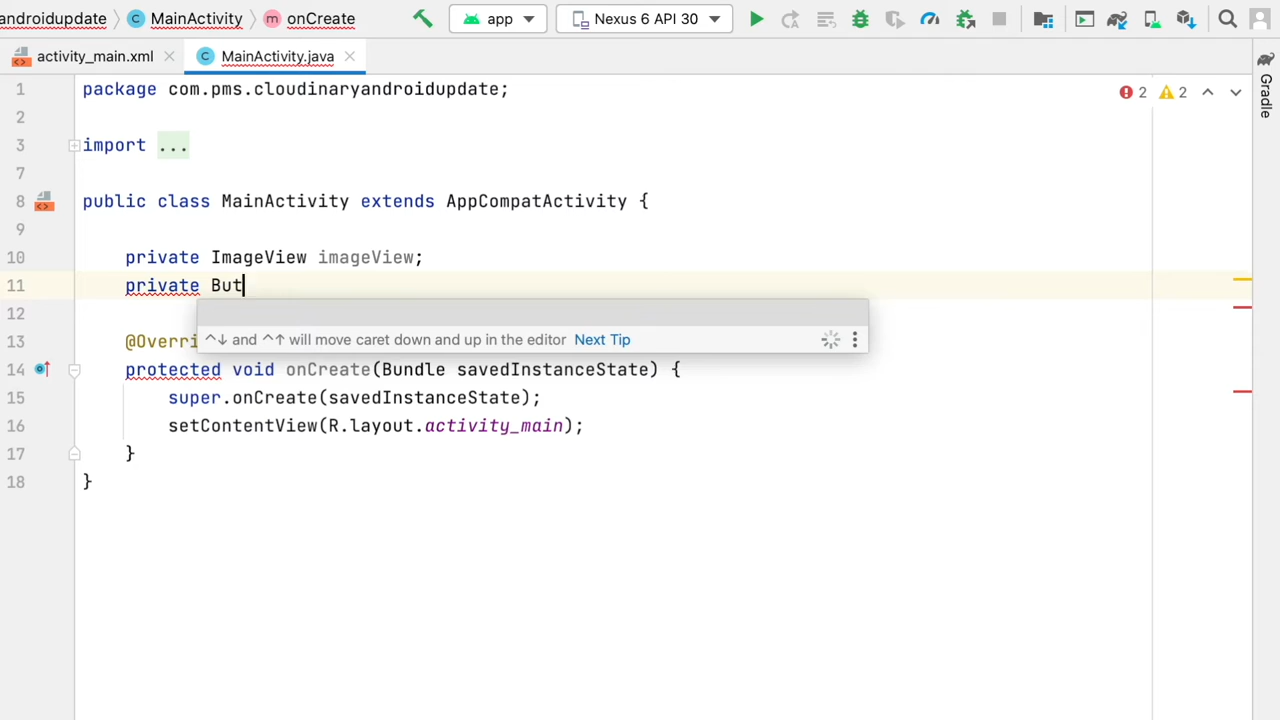 androidupdate MainActivity onCreate app Nexus 6 API 30
activity_main.xml MainActivity.java
1 package com.pms.cloudinaryandroidupdate; 2 2
2
3 import ...
7
8 public class MainActivity extends AppCompatActivity {
9
10 private ImageView imageView;
11 private But
12
^↓ and ^↑ will move caret down and up in the editor Next Tip
13 @Overri
14 protected void onCreate(Bundle savedInstanceState) {
15 super.onCreate(savedInstanceState);
16 setContentView(R.layout.activity_main);
17 }
18 }
Gradle